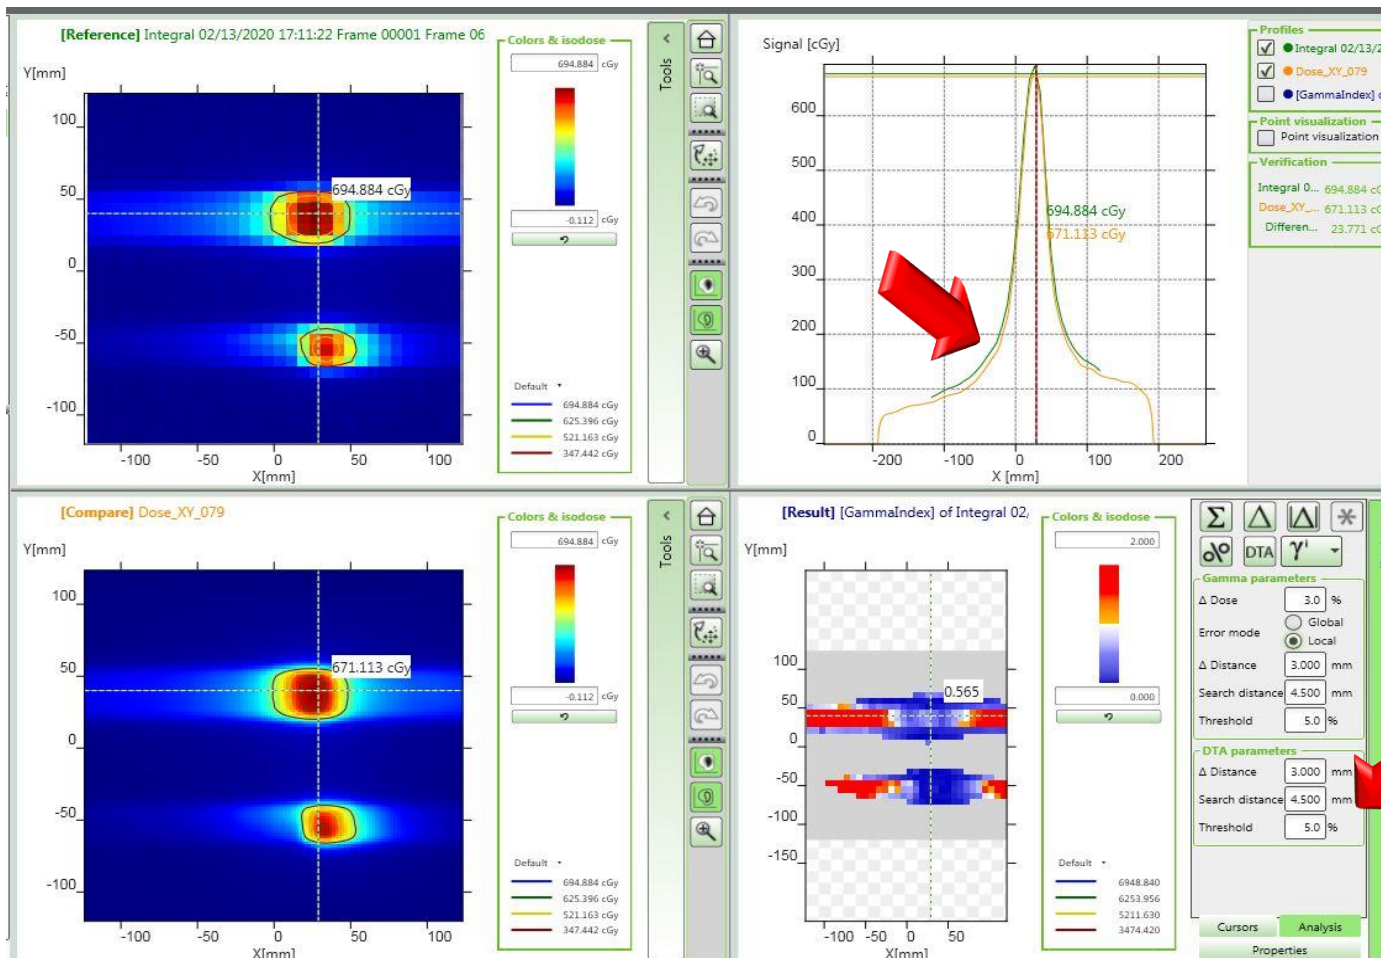 [Reference] Integral 02/13/2020 17:11:22 Frame 00001 Frame 06
Y[mm]
100
50
0
-50
-100
694.884 cGy
-100 -50 0 50 100
X[mm]
Colors & isodose
694.884 cGy
-0.112 cGy
Default
694.884 cGy
625.396 cGy
521.163 cGy
347.442 cGy
Tools
Signal [cGy]
600
500
400
300
200
100
0
694.884 cGy
671.113 cGy
-200 -100 0 100 200
X [mm]
Profiles
Integral 02/13/2
Dose_XY_079
[GammaIndex]
Point visualization
Point visualization
Verification
Integral 0... 694.884 cG
Dose_XY_... 671.113 cG
Differen... 23.771 cG
[Compare] Dose_XY_079
Y[mm]
100
50
0
-50
-100
671.113 cGy
-100 -50 0 50 100
X[mm]
Colors & isodose
694.884 cGy
-0.112 cGy
Default
694.884 cGy
625.396 cGy
521.163 cGy
347.442 cGy
Tools
[Result] [GammaIndex] of Integral 02/
Y[mm]
100
50
0
-50
-100
-150
0.565
-100 -50 0 50
X[mm]
Colors & isodose
2.000
0.000
Default
6948.840
6253.956
5211.630
3474.420
Σ Δ |Δ| *
DTA γⁱ
Gamma parameters
Δ Dose 3.0 %
Error mode Global
Local
Δ Distance 3.000 mm
Search distance 4.500 mm
Threshold 5.0 %
DTA parameters
Δ Distance 3.000 mm
Search distance 4.500 mm
Threshold 5.0 %
Cursors Analysis
Properties